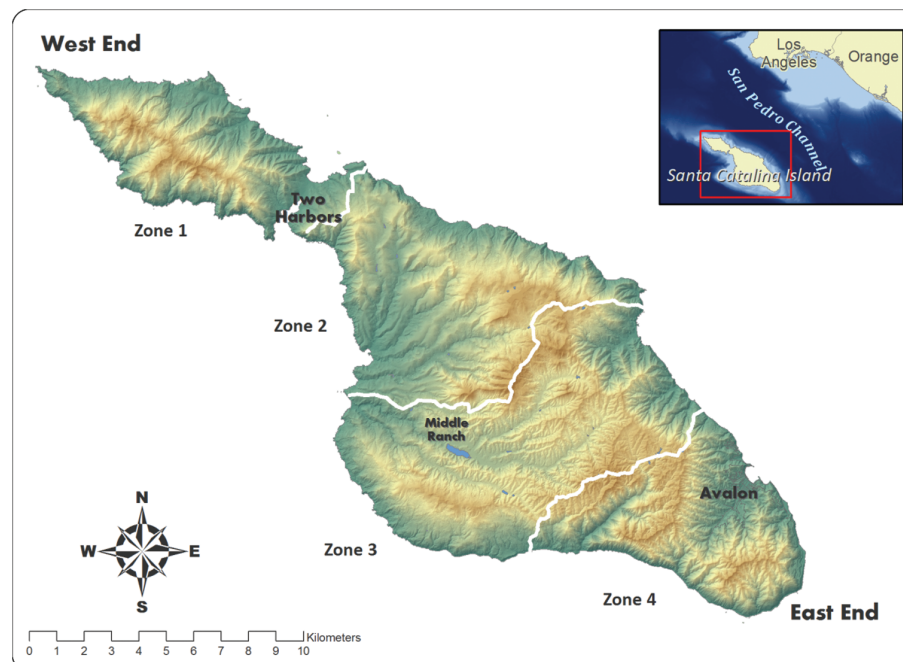 West End
Los
Angeles
Orange
San Pedro Channel
Santa Catalina Island
Two
Harbors
Zone 1
Zone 2
Middle
Ranch
Avalon
N
W
E
S
Zone 3
Zone 4
East End
Kilometers
0 1 2 3 4 5 6 7 8 9 10